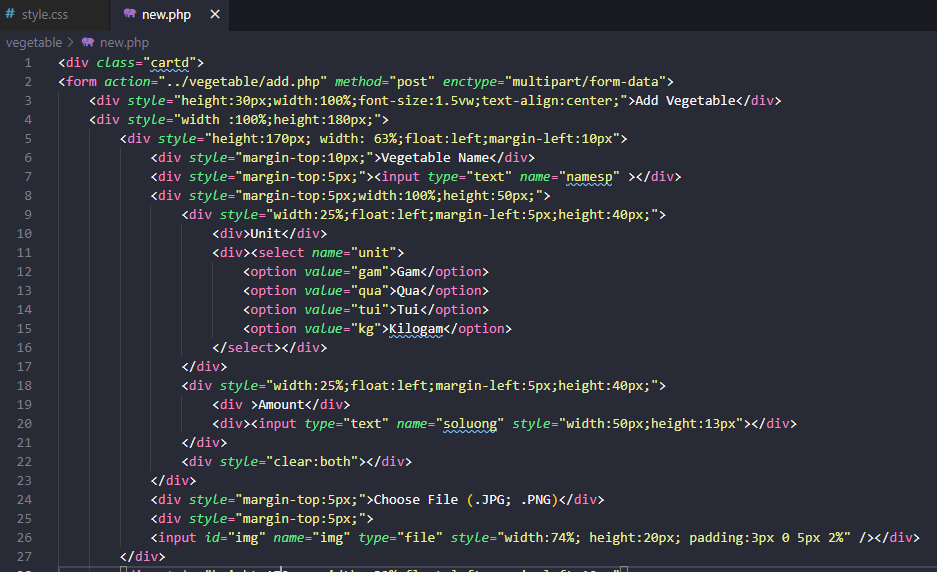 # style.css
new.php ×
vegetable > new.php
1 <div class="cartd">
2 <form action="../vegetable/add.php" method="post" enctype="multipart/form-data">
3 <div style="height:30px;width:100%;font-size:1.5vw;text-align:center;">Add Vegetable</div>
4 <div style="width :100%;height:180px;">
5 <div style="height:170px; width: 63%;float:left;margin-left:10px">
6 <div style="margin-top:10px;">Vegetable Name</div>
7 <div style="margin-top:5px;"><input type="text" name="namesp" ></div>
8 <div style="margin-top:5px;width:100%;height:50px;">
9 <div style="width:25%;float:left;margin-left:5px;height:40px;">
10 <div>Unit</div>
11 <div><select name="unit">
12 <option value="gam">Gam</option>
13 <option value="qua">Qua</option>
14 <option value="tui">Tui</option>
15 <option value="kg">Kilogam</option>
16 </select></div>
17 </div>
18 <div style="width:25%;float:left;margin-left:5px;height:40px;">
19 <div >Amount</div>
20 <div><input type="text" name="soluong" style="width:50px;height:13px"></div>
21 </div>
22 <div style="clear:both"></div>
23 </div>
24 <div style="margin-top:5px;">Choose File (.JPG; .PNG)</div>
25 <div style="margin-top:5px;">
26 <input id="img" name="img" type="file" style="width:74%; height:20px; padding:3px 0 5px 2%" /></div>
27 </div>